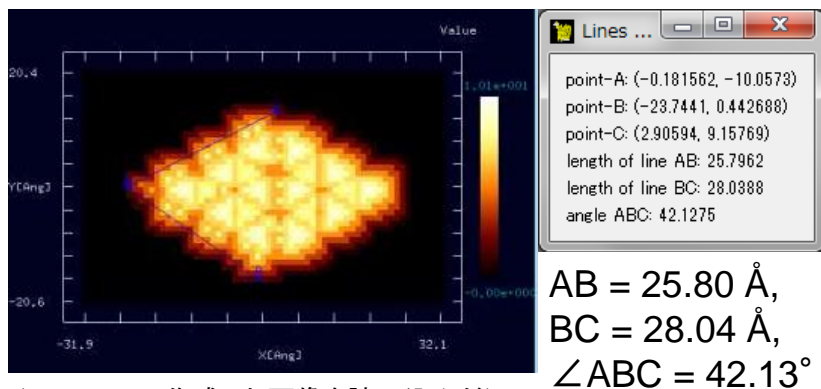 Value
20.4
1.01e+001
Y[Ang]
-0.00e+000
-20.6
-31.9
32.1
X[Ang]
Lines ...
point-A: (-0.181562, -10.0573)
point-B: (-23.7441, 0.442688)
point-C: (2.90594, 9.15769)
length of line AB: 25.7962
length of line BC: 28.0388
angle ABC: 42.1275
AB = 25.80 Å,
BC = 28.04 Å,
∠ABC = 42.13°